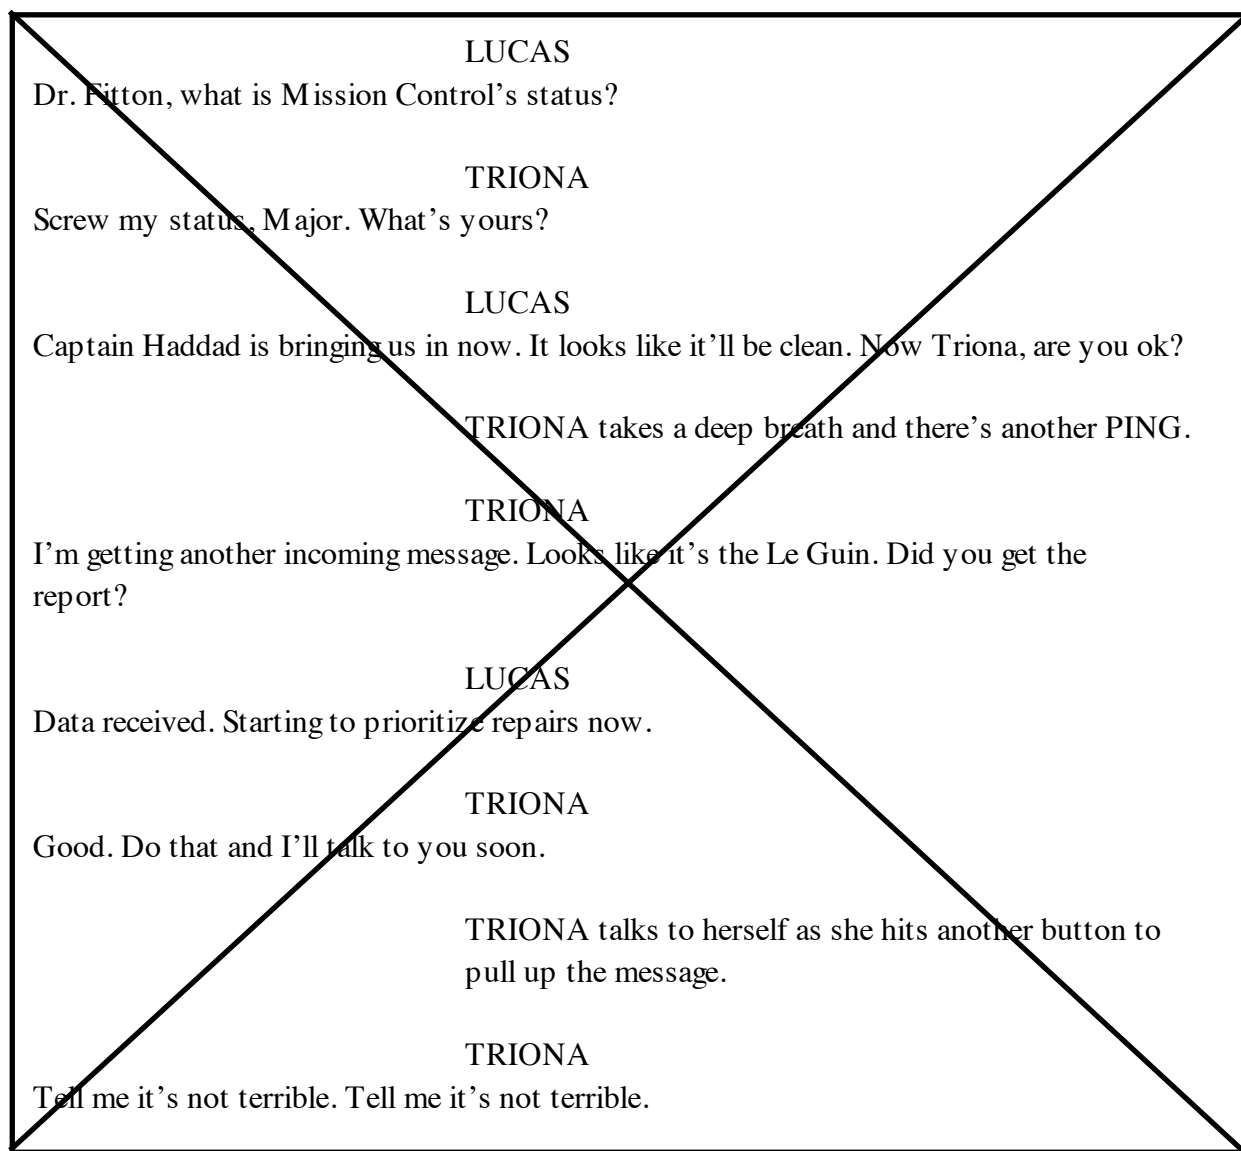 LUCAS
Dr. Fitton, what is Mission Control’s status?
TRIONA
Screw my status, Major. What’s yours?
LUCAS
Captain Haddad is bringing us in now. It looks like it’ll be clean. Now Triona, are you ok?
TRIONA takes a deep breath and there’s another PING.
TRIONA
I’m getting another incoming message. Looks like it’s the Le Guin. Did you get the
report?
LUCAS
Data received. Starting to prioritize repairs now.
TRIONA
Good. Do that and I’ll talk to you soon.
TRIONA talks to herself as she hits another button to
pull up the message.
TRIONA
Tell me it’s not terrible. Tell me it’s not terrible.